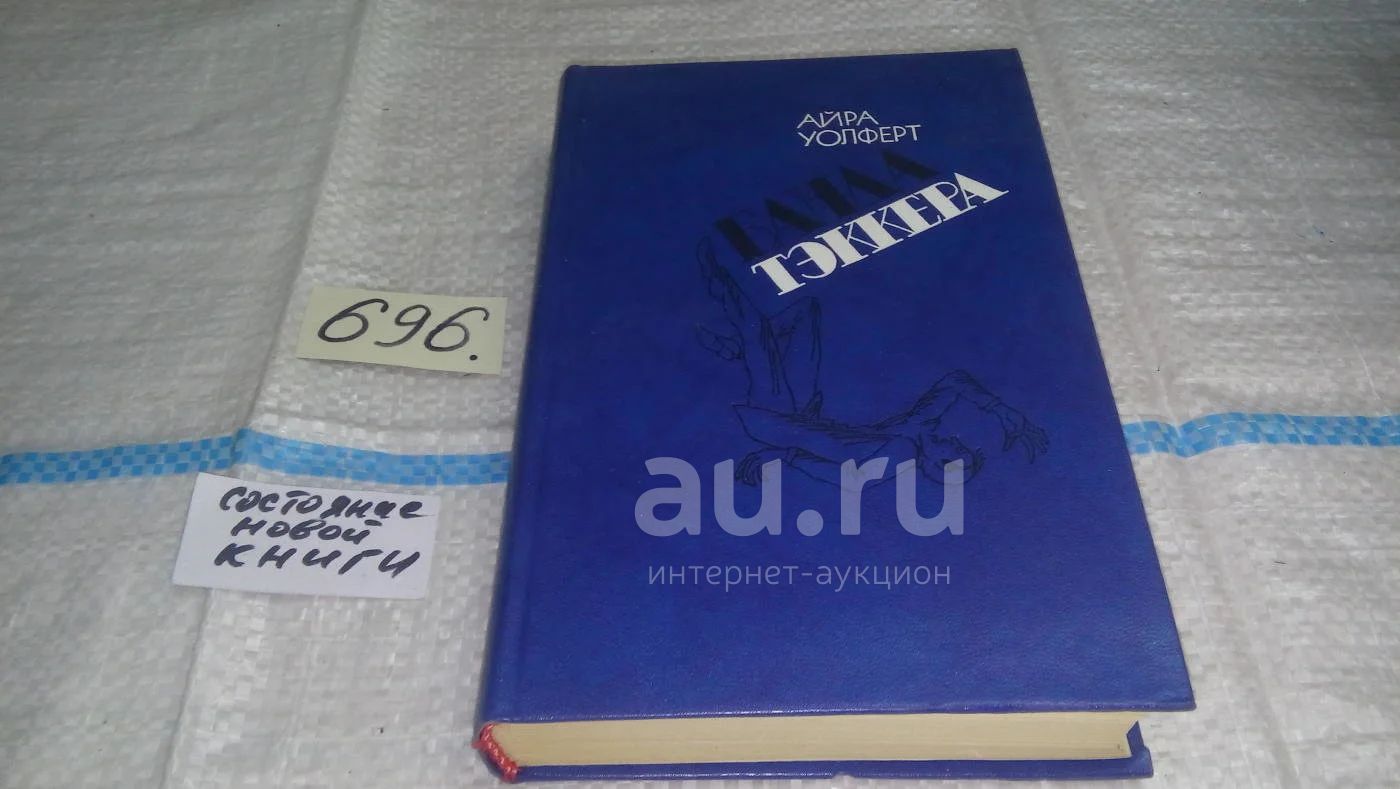 АЙРА
УОЛФЕРТ
БАНДА
ТЭККЕРА
696.
состояние
новой
книги
au.ru
интернет-аукцион